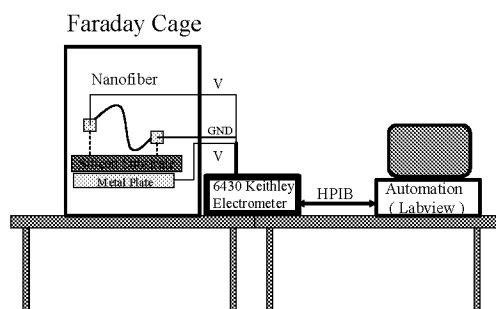 Faraday Cage
Nanofiber
V
GND
V
Metal Plate
6430 Keithley
Electrometer
HPIB
Automation
( Labview )